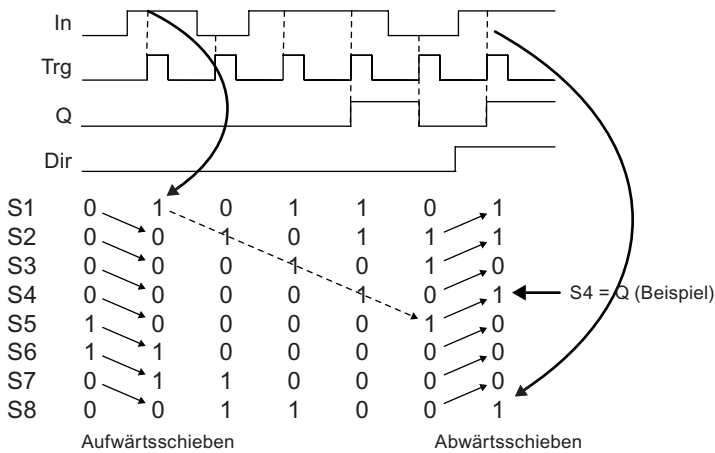 In
Trg
Q
Dir
S1 0 1 0 1 1 0 1
S2 0 0 1 0 1 1 1
S3 0 0 0 1 0 1 0
S4 0 0 0 0 1 0 1 S4 = Q (Beispiel)
S5 1 0 0 0 0 1 0
S6 1 1 0 0 0 0 0
S7 0 1 1 0 0 0 0
S8 0 0 1 1 0 0 1
Aufwärtsschieben Abwärtsschieben